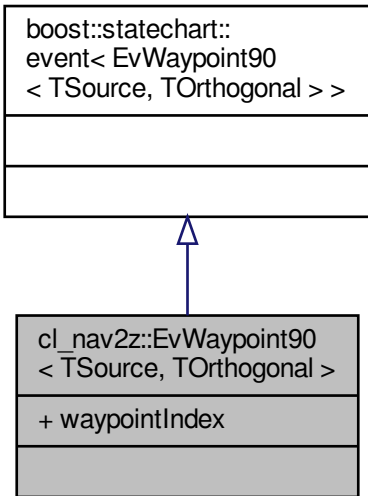 boost::statechart::
event< EvWaypoint90
< TSource, TOrthogonal > >
cl_nav2z::EvWaypoint90
< TSource, TOrthogonal >
+ waypointIndex